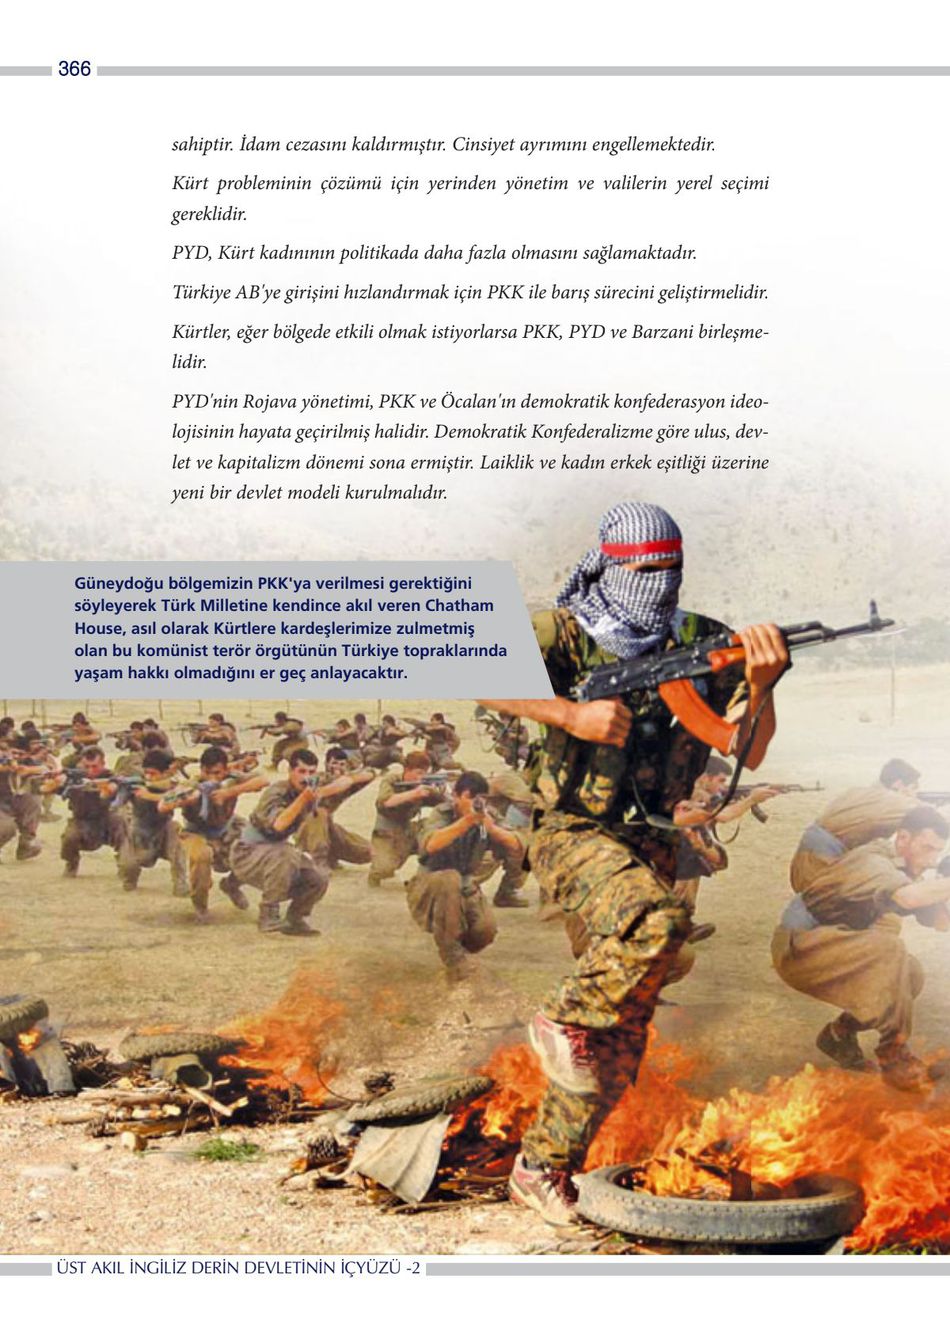 366
sahiptir. İdam cezasını kaldırmıştır. Cinsiyet ayrımını engellemektedir.
Kürt probleminin çözümü için yerinden yönetim ve valilerin yerel seçimi
gereklidir.
PYD, Kürt kadınının politikada daha fazla olmasını sağlamaktadır.
Türkiye AB'ye girişini hızlandırmak için PKK ile barış sürecini geliştirmelidir.
Kürtler, eğer bölgede etkili olmak istiyorlarsa PKK, PYD ve Barzani birleşme-
lidir.
PYD'nin Rojava yönetimi, PKK ve Öcalan'ın demokratik konfederasyon ideo-
lojisinin hayata geçirilmiş halidir. Demokratik Konfederalizme göre ulus, dev-
let ve kapitalizm dönemi sona ermiştir. Laiklik ve kadın erkek eşitliği üzerine
yeni bir devlet modeli kurulmalıdır.
Güneydoğu bölgemizin PKK'ya verilmesi gerektiğini
söyleyerek Türk Milletine kendince akıl veren Chatham
House, asıl olarak Kürtlere kardeşlerimize zulmetmiş
olan bu komünist terör örgütünün Türkiye topraklarında
yaşam hakkı olmadığını er geç anlayacaktır.
ÜST AKIL İNGİLİZ DERİN DEVLETİNİN İÇYÜZÜ -2